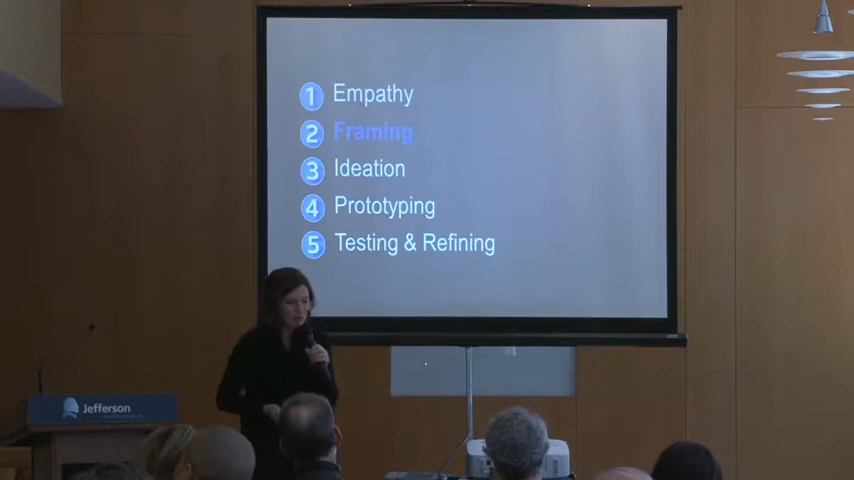 1 Empathy
2 Framing
3 Ideation
4 Prototyping
5 Testing & Refining
Jefferson